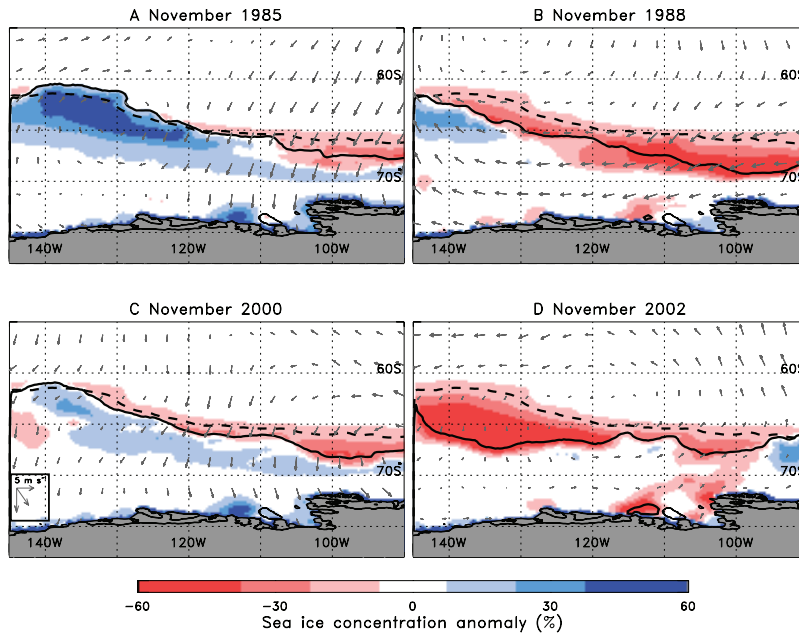 A November 1985
60S
70S
140W 120W 100W
B November 1988
60S
70S
140W 120W 100W
C November 2000
60S
70S
5 m s⁻¹
140W 120W 100W
D November 2002
60S
70S
140W 120W 100W
-60 -30 0 30 60
Sea ice concentration anomaly (%)